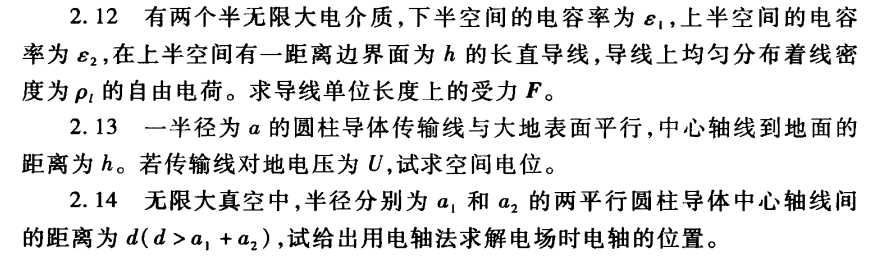 2.12 有两个半无限大电介质,下半空间的电容率为 ε₁,上半空间的电容
率为 ε₂,在上半空间有一距离边界面为 h 的长直导线,导线上均匀分布着线密
度为 ρₗ 的自由电荷。求导线单位长度上的受力 F。
2.13 一半径为 a 的圆柱导体传输线与大地表面平行,中心轴线到地面的
距离为 h。若传输线对地电压为 U,试求空间电位。
2.14 无限大真空中,半径分别为 a₁ 和 a₂ 的两平行圆柱导体中心轴线间
的距离为 d(d>a₁+a₂),试给出用电轴法求解电场时电轴的位置。